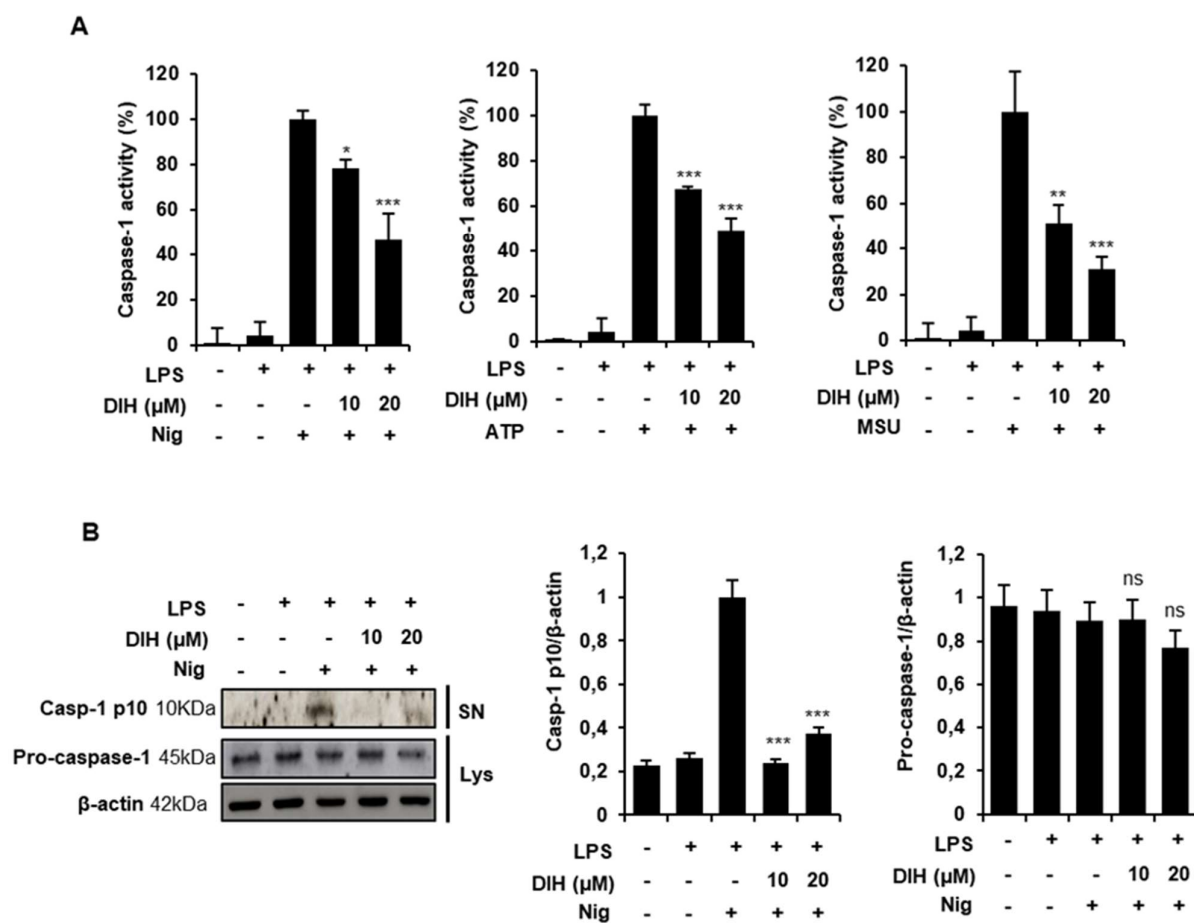 A
Caspase-1 activity (%)
120
100
80
60
40
20
0
*
***
LPS - + + + +
DIH (µM) - - - 10 20
Nig - - + + +
Caspase-1 activity (%)
120
100
80
60
40
20
0
***
***
LPS - + + + +
DIH (µM) - - - 10 20
ATP - - + + +
Caspase-1 activity (%)
120
100
80
60
40
20
0
**
***
LPS - + + + +
DIH (µM) - - - 10 20
MSU - - + + +
B
LPS - + + + +
DIH (µM) - - - 10 20
Nig - - + + +
Casp-1 p10 10KDa
SN
Pro-caspase-1 45kDa
Lys
β-actin 42kDa
Casp-1 p10/β-actin
1,2
1
0,8
0,6
0,4
0,2
0
***
***
LPS - + + + +
DIH (µM) - - - 10 20
Nig - - + + +
Pro-caspase-1/β-actin
1,2
1
0,8
0,6
0,4
0,2
0
ns
ns
LPS - + + + +
DIH (µM) - - - 10 20
Nig - - + + +